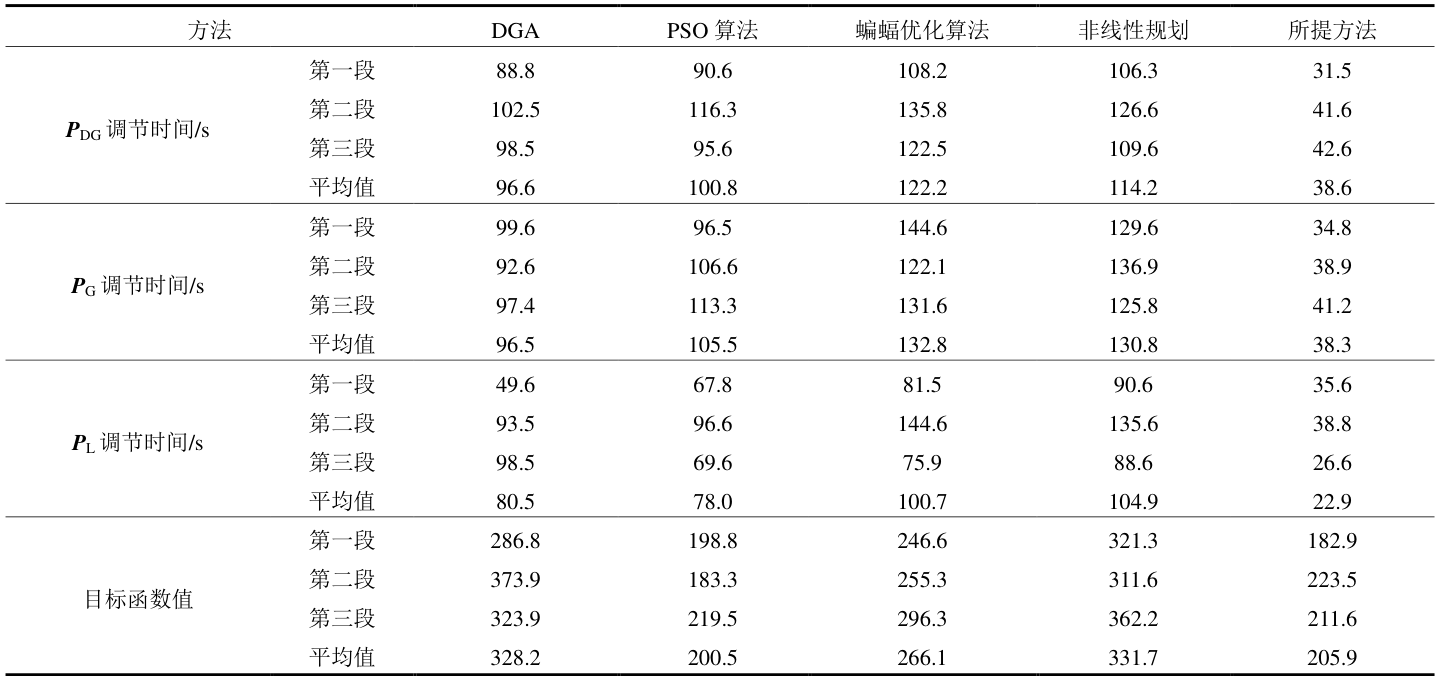 方法 DGA PSO 算法 蝙蝠优化算法 非线性规划 所提方法
第一段 88.8 90.6 108.2 106.3 31.5
第二段 102.5 116.3 135.8 126.6 41.6
PDG 调节时间/s
第三段 98.5 95.6 122.5 109.6 42.6
平均值 96.6 100.8 122.2 114.2 38.6
第一段 99.6 96.5 144.6 129.6 34.8
第二段 92.6 106.6 122.1 136.9 38.9
PG 调节时间/s
第三段 97.4 113.3 131.6 125.8 41.2
平均值 96.5 105.5 132.8 130.8 38.3
第一段 49.6 67.8 81.5 90.6 35.6
第二段 93.5 96.6 144.6 135.6 38.8
PL 调节时间/s
第三段 98.5 69.6 75.9 88.6 26.6
平均值 80.5 78.0 100.7 104.9 22.9
第一段 286.8 198.8 246.6 321.3 182.9
第二段 373.9 183.3 255.3 311.6 223.5
目标函数值
第三段 323.9 219.5 296.3 362.2 211.6
平均值 328.2 200.5 266.1 331.7 205.9